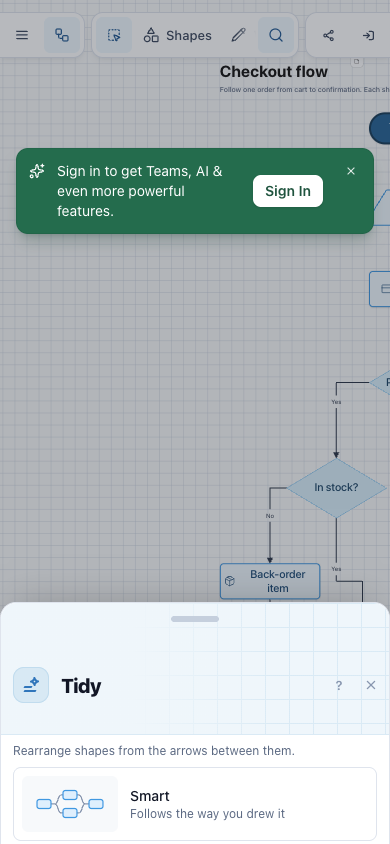 Shapes
Checkout flow
Follow one order from cart to confirmation. Each sh
Sign in to get Teams, AI &
even more powerful
features.
Sign In
Yes
In stock?
No
Yes
Back-order
item
Tidy
?
Rearrange shapes from the arrows between them.
Smart
Follows the way you drew it